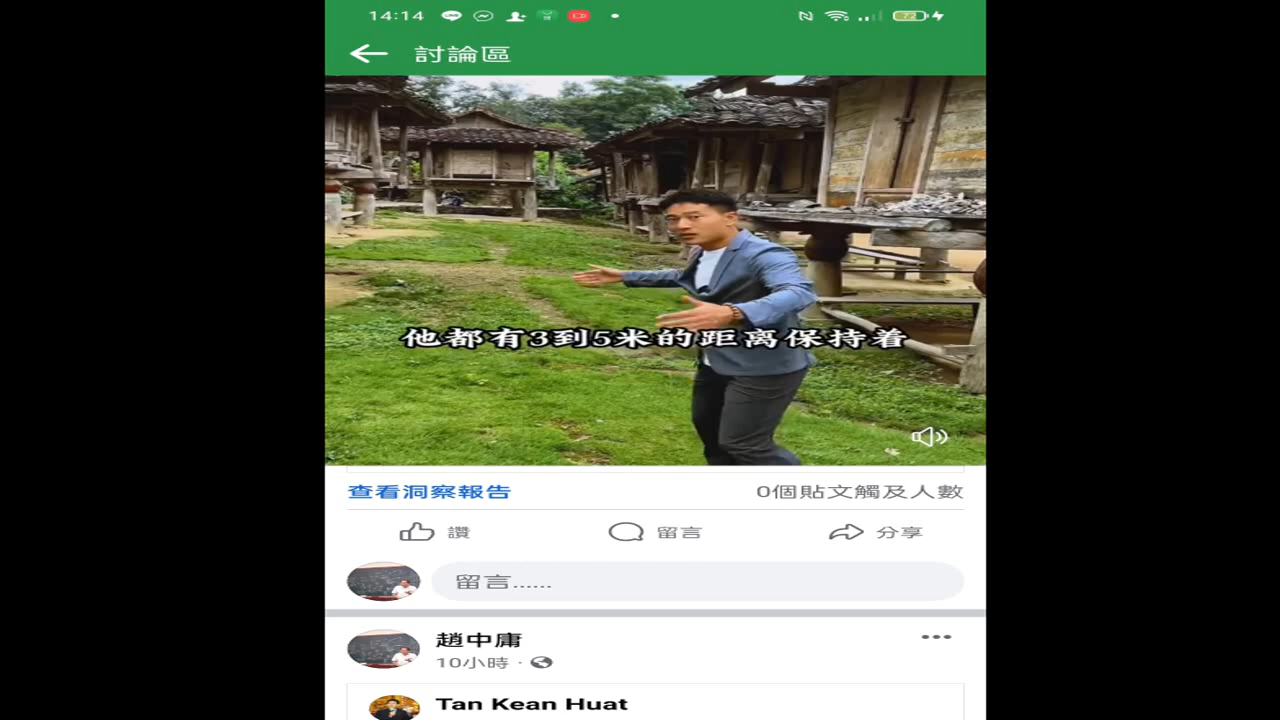 14:14
72
討論區
他都有3到5米的距离保持着
查看洞察報告
0個貼文觸及人數
讚
留言
分享
留言......
趙中庸
10小時 ·
Tan Kean Huat